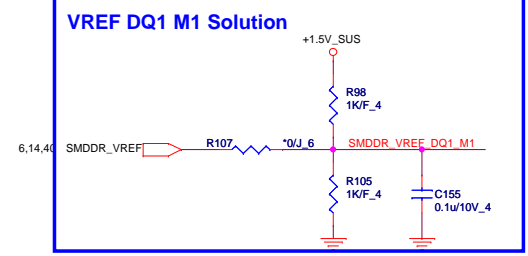 VREF DQ1 M1 Solution
+1.5V_SUS
R98
1K/F_4
6,14,40 SMDDR_VREF R107 *0/J_6 SMDDR_VREF_DQ1_M1
R105
1K/F_4
C155
0.1u/10V_4